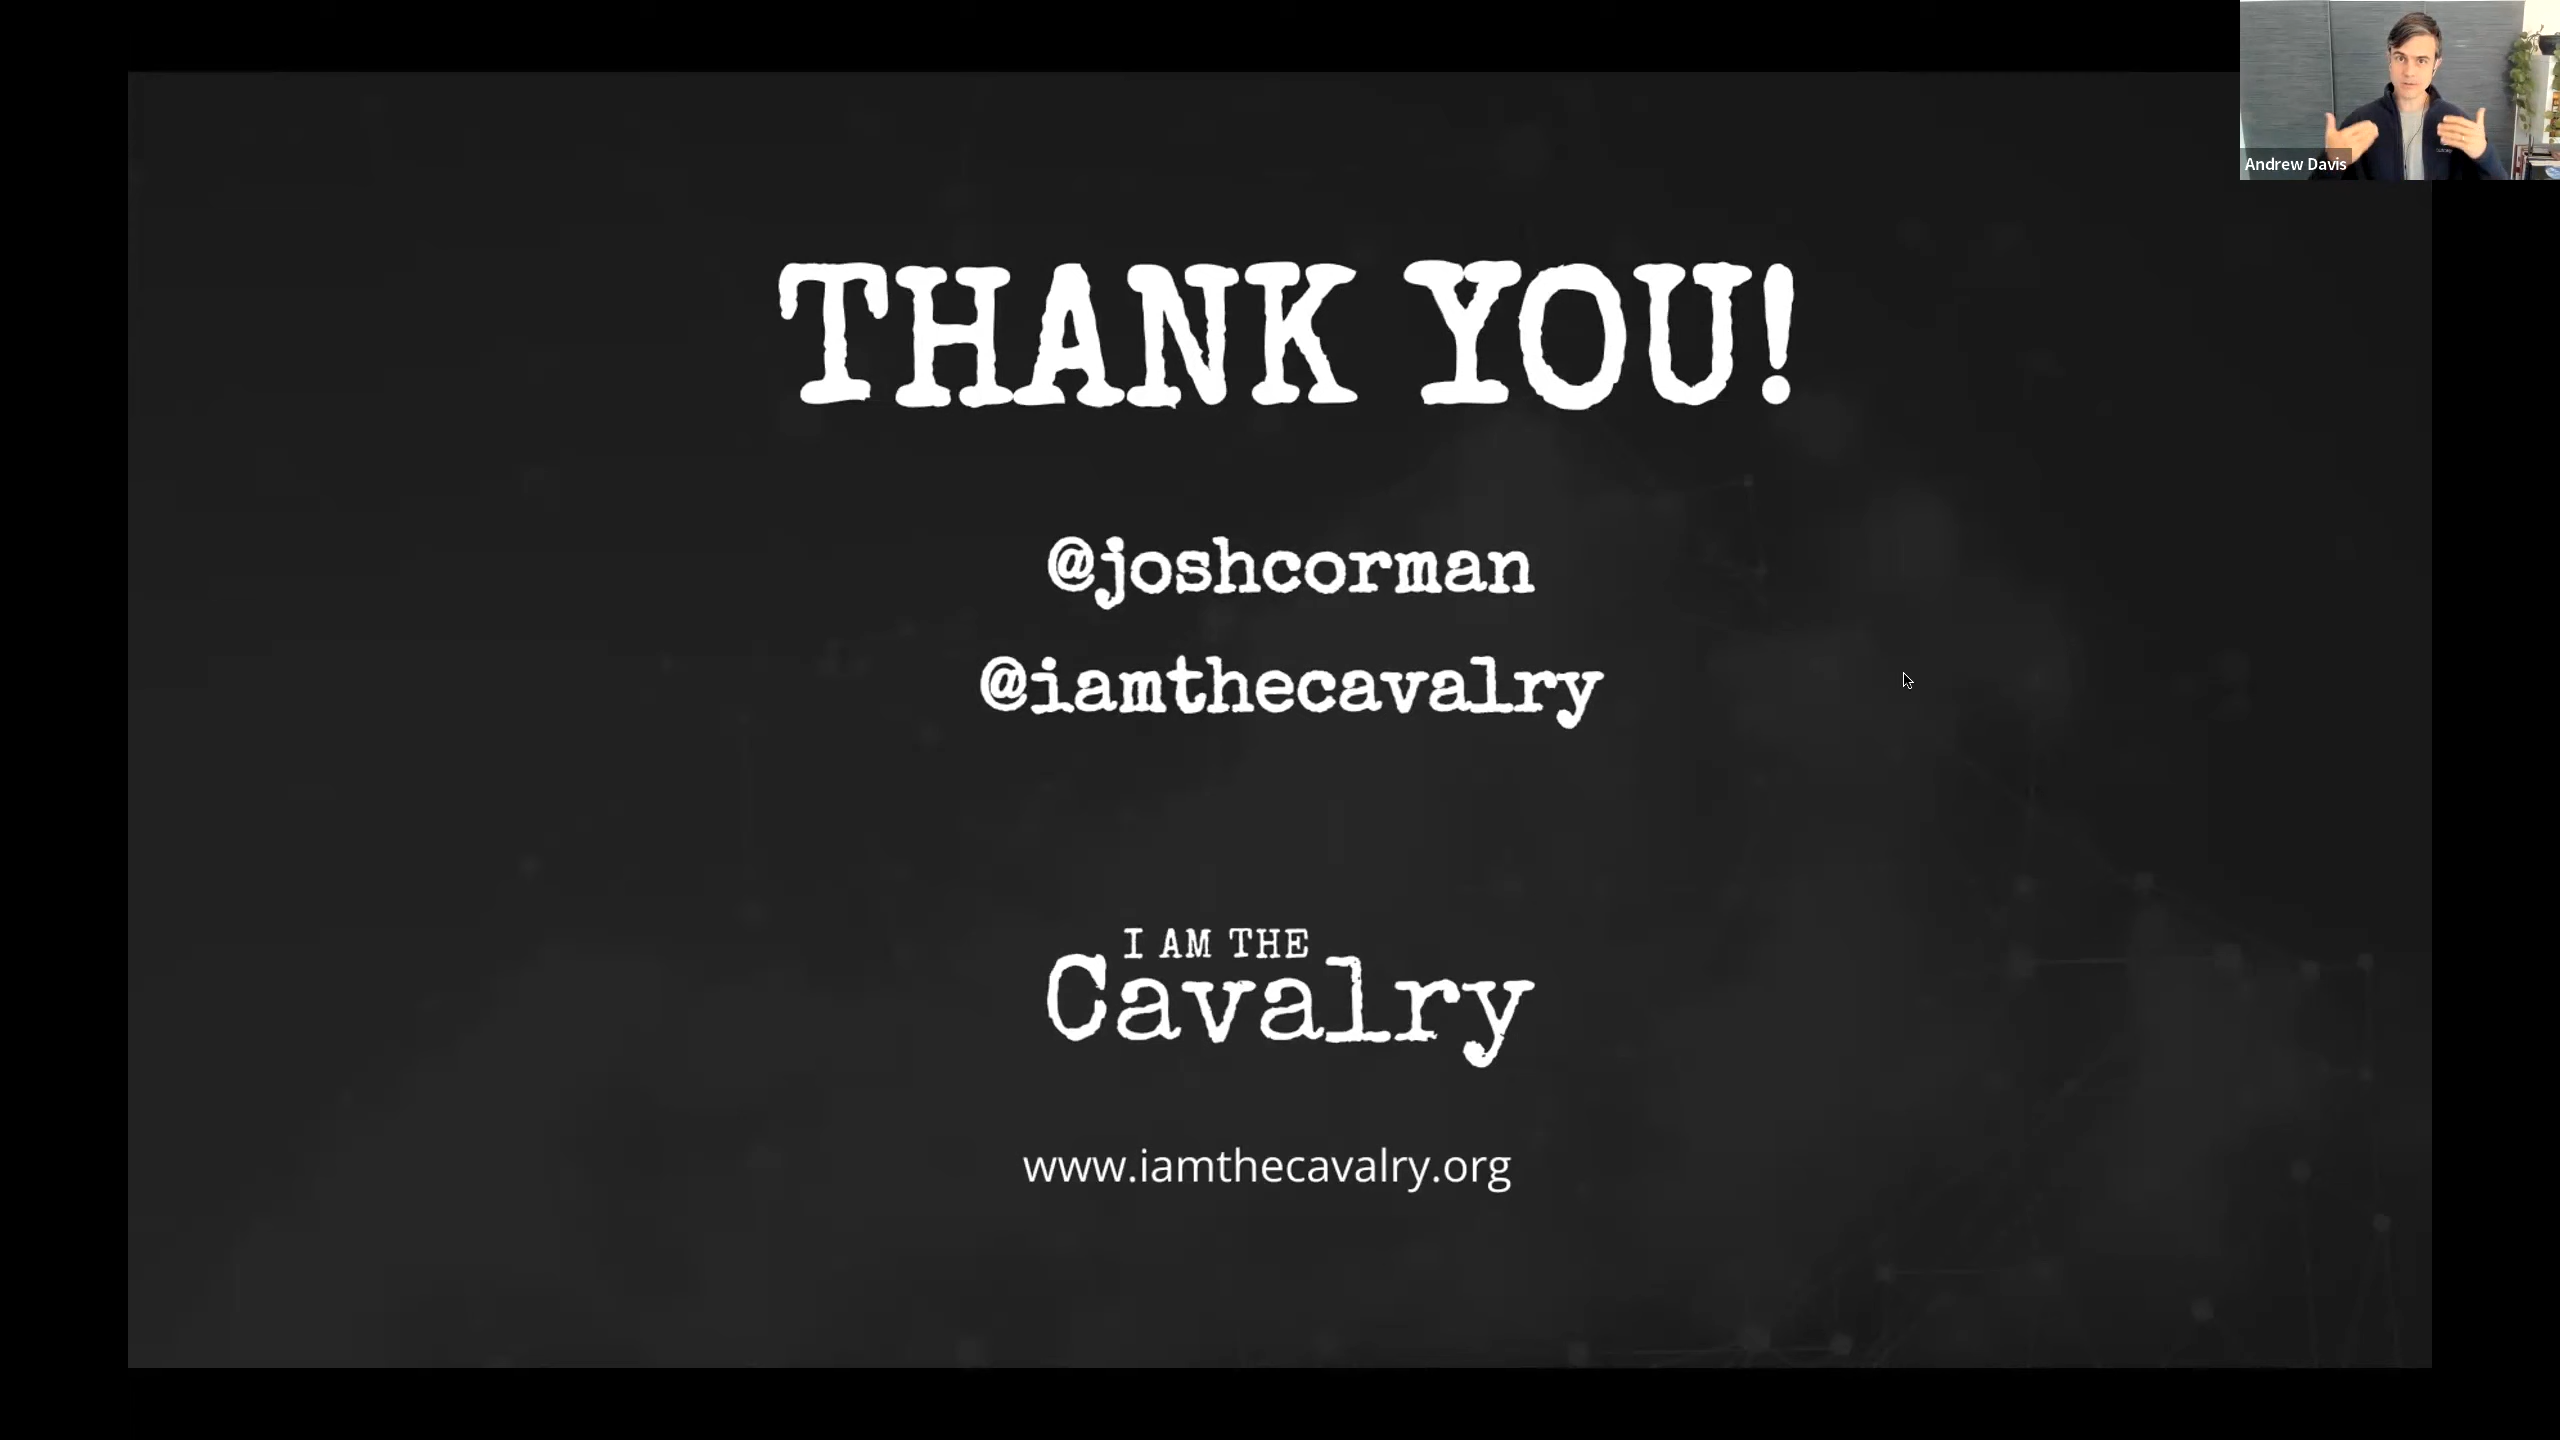 THANK YOU!
@joshcorman
@iamthecavalry
I AM THE
Cavalry
www.iamthecavalry.org
Andrew Davis